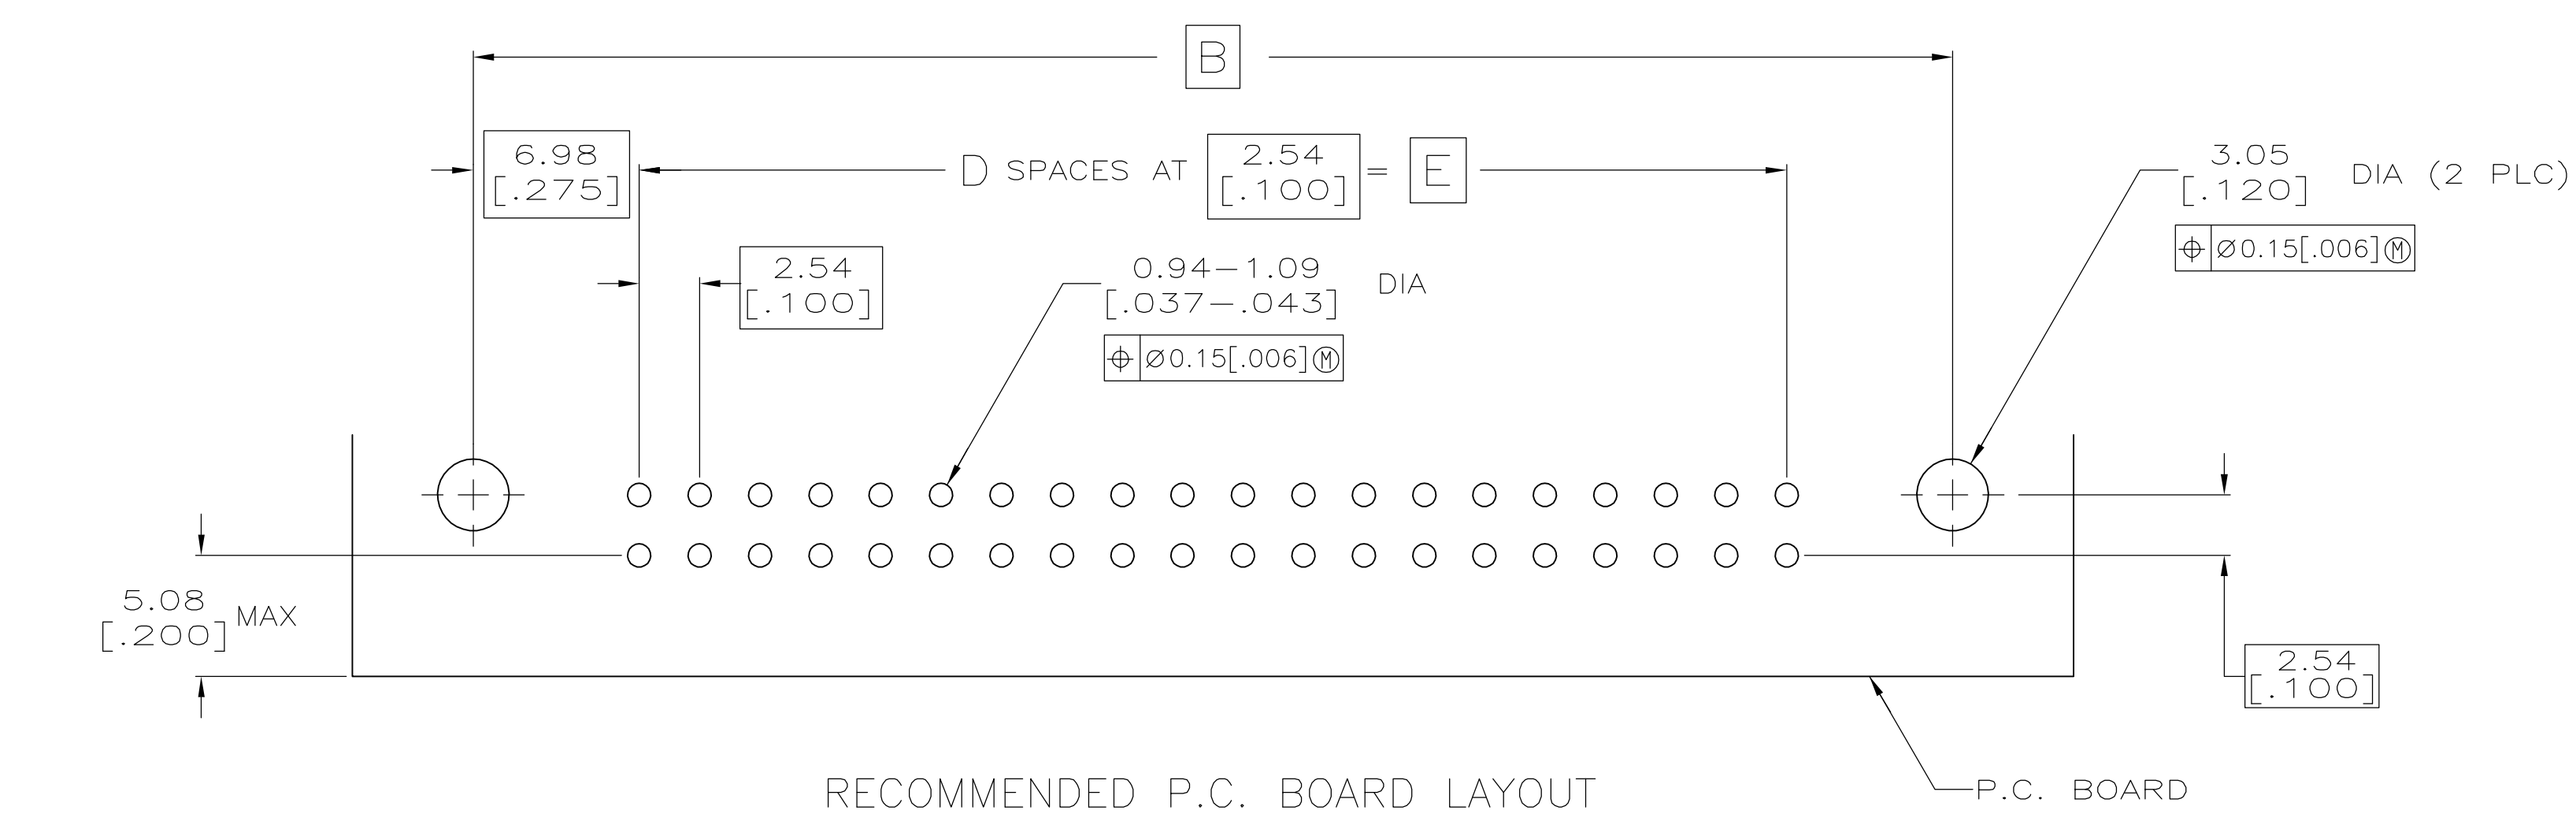 B
6.98
[.275]
D SPACES AT
2.54
[.100]
= E
3.05
[.120]
DIA (2 PLC)
⌖ Ø0.15[.006]Ⓜ
2.54
[.100]
0.94–1.09
[.037–.043]
DIA
⌖ Ø0.15[.006]Ⓜ
5.08
[.200]
MAX
2.54
[.100]
RECOMMENDED P.C. BOARD LAYOUT
P.C. BOARD